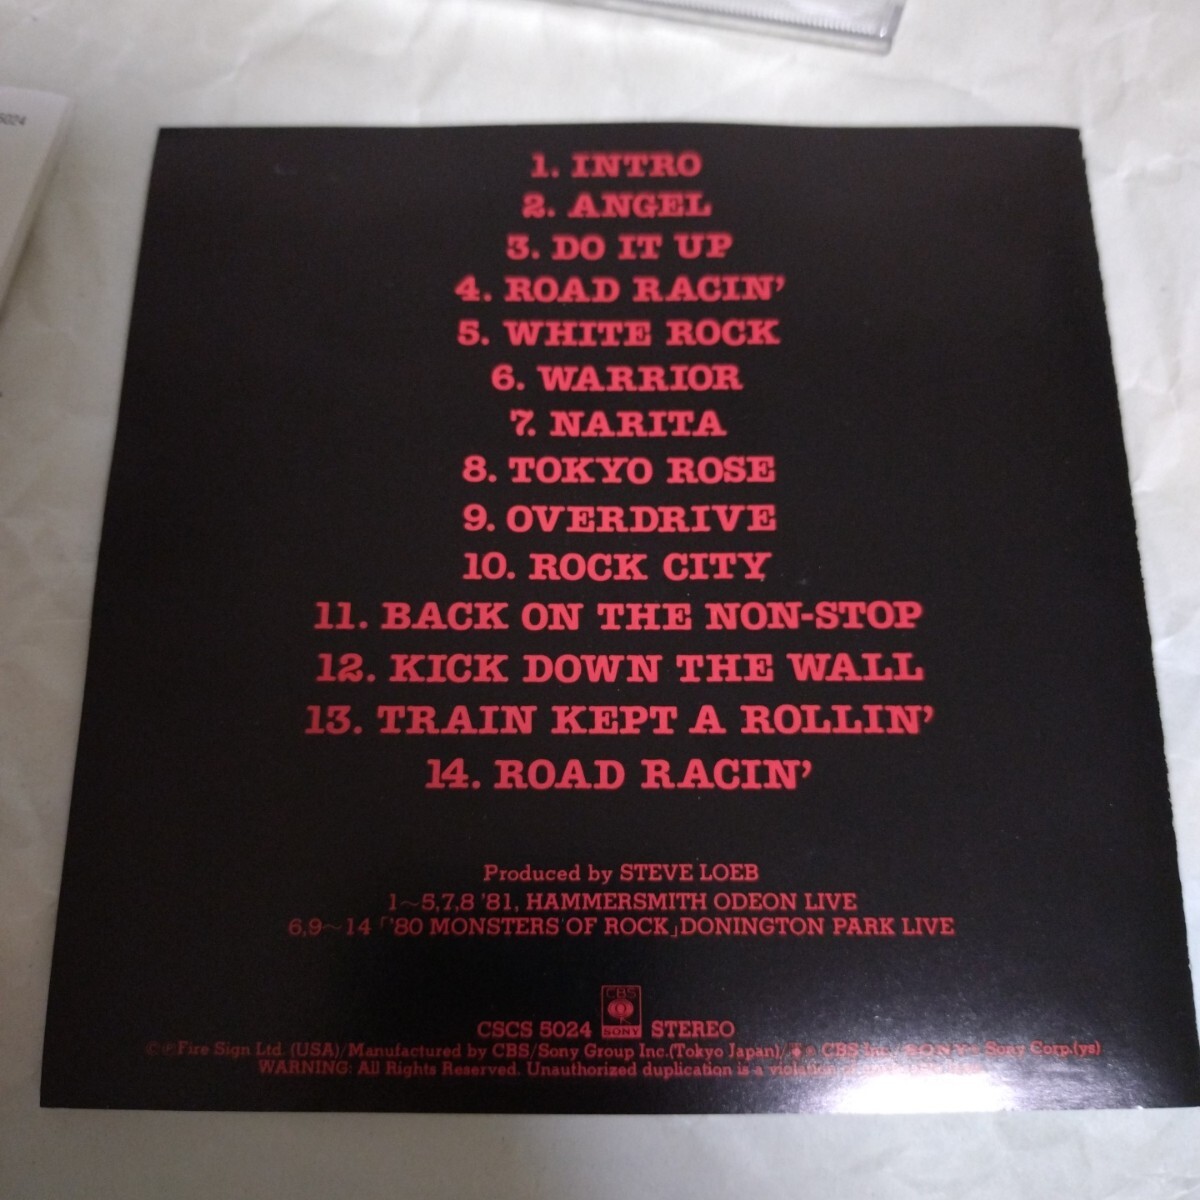 5024
1. INTRO
2. ANGEL
3. DO IT UP
4. ROAD RACIN'
5. WHITE ROCK
6. WARRIOR
7. NARITA
8. TOKYO ROSE
9. OVERDRIVE
10. ROCK CITY
11. BACK ON THE NON-STOP
12. KICK DOWN THE WALL
13. TRAIN KEPT A ROLLIN'
14. ROAD RACIN'
Produced by STEVE LOEB
1〜5,7,8 '81, HAMMERSMITH ODEON LIVE
6,9〜14「'80 MONSTERS OF ROCK」DONINGTON PARK LIVE
CBS
SONY
CSCS 5024 STEREO
©℗Fire Sign Ltd. (USA)/Manufactured by CBS/Sony Group Inc.(Tokyo Japan)/ CBS Inc., SONY Sony Corp.(ys)
WARNING: All Rights Reserved. Unauthorized duplication is a violation of